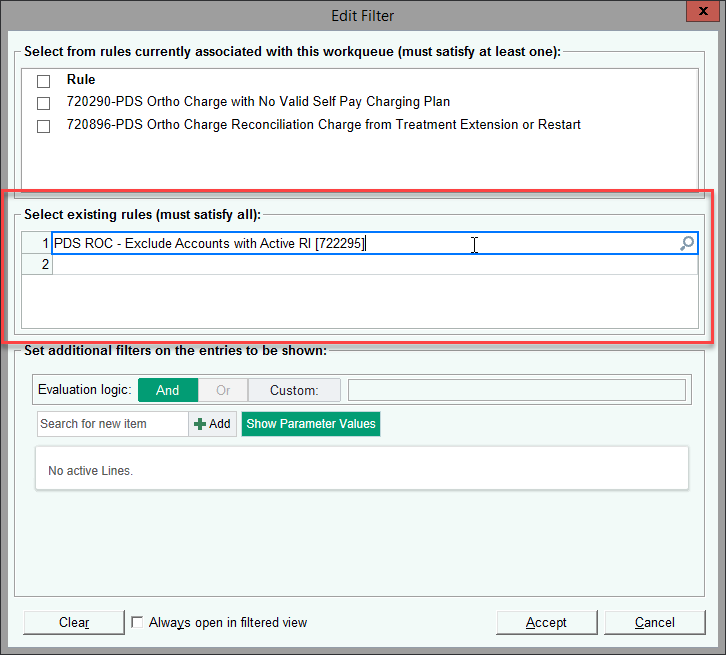 Edit Filter
x
Select from rules currently associated with this workqueue (must satisfy at least one):
Rule
720290-PDS Ortho Charge with No Valid Self Pay Charging Plan
720896-PDS Ortho Charge Reconciliation Charge from Treatment Extension or Restart
Select existing rules (must satisfy all):
1 PDS ROC - Exclude Accounts with Active RI [722295]
2
Set additional filters on the entries to be shown:
Evaluation logic: And Or Custom:
Search for new item Add Show Parameter Values
No active Lines.
Clear Always open in filtered view Accept Cancel